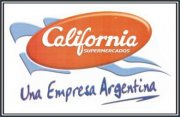 California
SUPERMERCADOS
Una Empresa Argentina